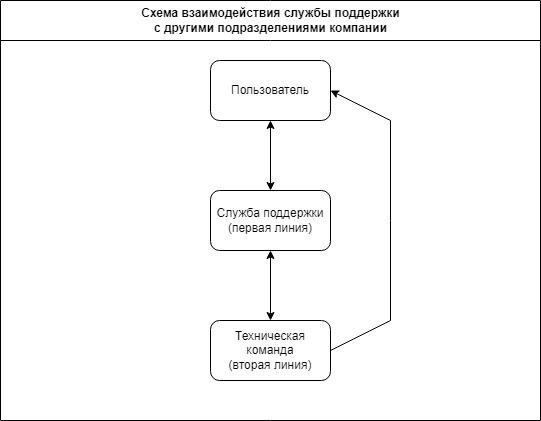 Схема взаимодействия службы поддержки
с другими подразделениями компании
Пользователь
Служба поддержки
(первая линия)
Техническая
команда
(вторая линия)